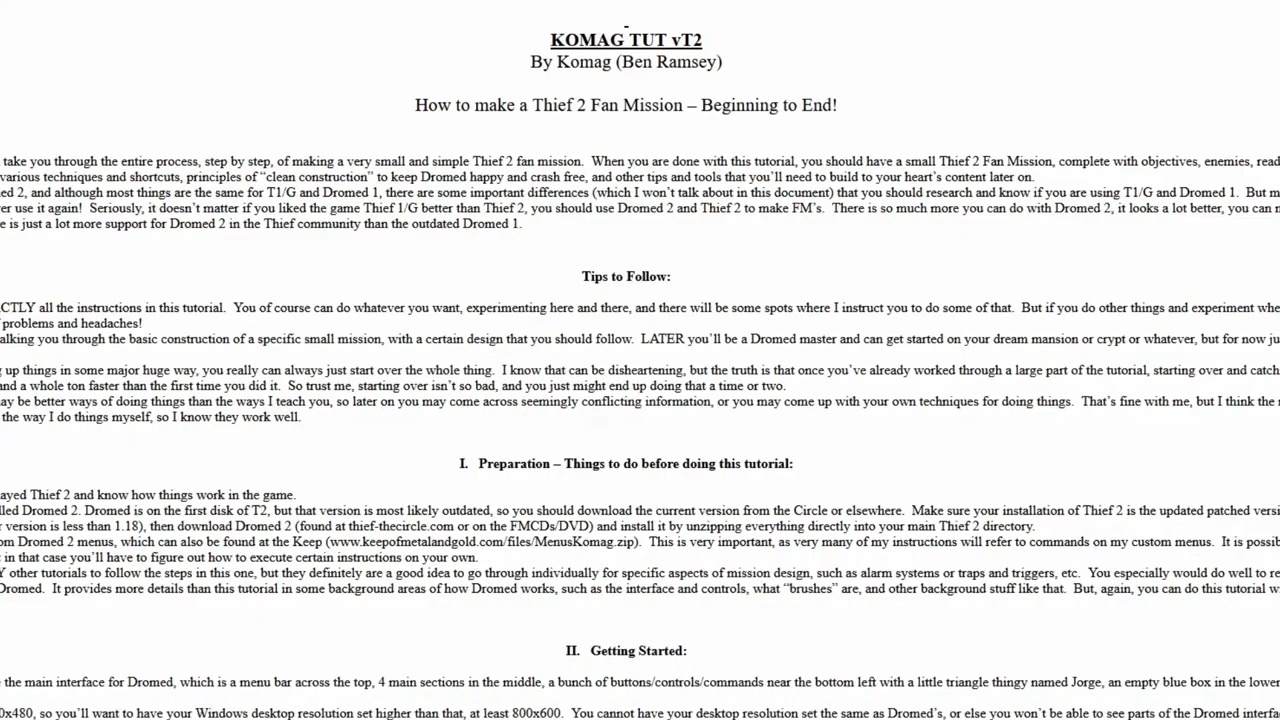 KOMAG TUT vT2
By Komag (Ben Ramsey)
How to make a Thief 2 Fan Mission – Beginning to End!
take you through the entire process, step by step, of making a very small and simple Thief 2 fan mission.  When you are done with this tutorial, you should have a small Thief 2 Fan Mission, complete with objectives, enemies, read
various techniques and shortcuts, principles of “clean construction” to keep Dromed happy and crash free, and other tips and tools that you’ll need to build to your heart’s content later on.
ed 2, and although most things are the same for T1/G and Dromed 1, there are some important differences (which I won’t talk about in this document) that you should research and know if you are using T1/G and Dromed 1.  But m
er use it again!  Seriously, it doesn’t matter if you liked the game Thief 1/G better than Thief 2, you should use Dromed 2 and Thief 2 to make FM’s.  There is so much more you can do with Dromed 2, it looks a lot better, you can
e is just a lot more support for Dromed 2 in the Thief community than the outdated Dromed 1.
Tips to Follow:
CTLY all the instructions in this tutorial.  You of course can do whatever you want, experimenting here and there, and there will be some spots where I instruct you to do some of that.  But if you do other things and experiment whe
problems and headaches!
alking you through the basic construction of a specific small mission, with a certain design that you should follow.  LATER you’ll be a Dromed master and can get started on your dream mansion or crypt or whatever, but for now ju
g up things in some major huge way, you really can always just start over the whole thing.  I know that can be disheartening, but the truth is that once you’ve already worked through a large part of the tutorial, starting over and catch
and a whole ton faster than the first time you did it.  So trust me, starting over isn’t so bad, and you just might end up doing that a time or two.
ay be better ways of doing things than the ways I teach you, so later on you may come across seemingly conflicting information, or you may come up with your own techniques for doing things.  That’s fine with me, but I think the
the way I do things myself, so I know they work well.
I.   Preparation – Things to do before doing this tutorial:
ayed Thief 2 and know how things work in the game.
lled Dromed 2. Dromed is on the first disk of T2, but that version is most likely outdated, so you should download the current version from the Circle or elsewhere.  Make sure your installation of Thief 2 is the updated patched versi
r version is less than 1.18), then download Dromed 2 (found at thief-thecircle.com or on the FMCDs/DVD) and install it by unzipping everything directly into your main Thief 2 directory.
om Dromed 2 menus, which can also be found at the Keep (www.keepofmetalandgold.com/files/MenusKomag.zip).  This is very important, as very many of my instructions will refer to commands on my custom menus.  It is possib
t in that case you’ll have to figure out how to execute certain instructions on your own.
Y other tutorials to follow the steps in this one, but they definitely are a good idea to go through individually for specific aspects of mission design, such as alarm systems or traps and triggers, etc.  You especially would do well to re
Dromed.  It provides more details than this tutorial in some background areas of how Dromed works, such as the interface and controls, what “brushes” are, and other background stuff like that.  But, again, you can do this tutorial w
II.   Getting Started:
the main interface for Dromed, which is a menu bar across the top, 4 main sections in the middle, a bunch of buttons/controls/commands near the bottom left with a little triangle thingy named Jorge, an empty blue box in the lower
0x480, so you’ll want to have your Windows desktop resolution set higher than that, at least 800x600.  You cannot have your desktop resolution set the same as Dromed’s, or else you won’t be able to see parts of the Dromed interfa